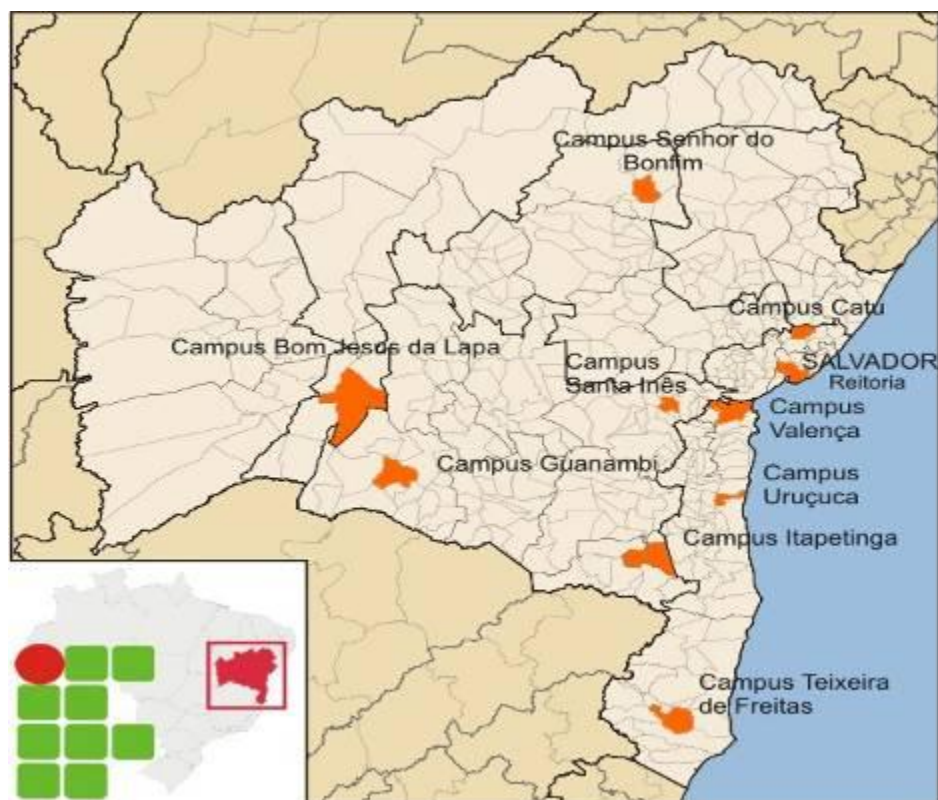 Campus Senhor do
Bonfim
Campus Catu
Campus Bom Jesus da Lapa
Campus
Santa Inês
SALVADOR
Reitoria
Campus
Valença
Campus Guanambi
Campus
Uruçuca
Campus Itapetinga
Campus Teixeira
de Freitas